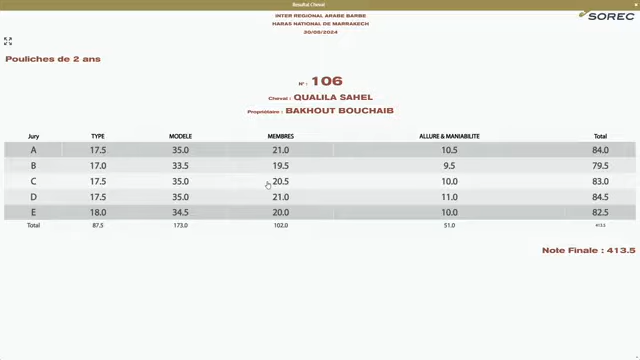 Resultat Cheval
INTER REGIONAL ARABE BARBE
HARAS NATIONAL DE MARRAKECH
30/08/2024
SOREC
Pouliches de 2 ans
N° : 106
Cheval : QUALILA SAHEL
Propriétaire : BAKHOUT BOUCHAIB
Jury TYPE MODELE MEMBRES ALLURE & MANIABILITE Total
A 17.5 35.0 21.0 10.5 84.0
B 17.0 33.5 19.5 9.5 79.5
C 17.5 35.0 20.5 10.0 83.0
D 17.5 35.0 21.0 11.0 84.5
E 18.0 34.5 20.0 10.0 82.5
Total 87.5 173.0 102.0 51.0 413.5
Note Finale : 413.5